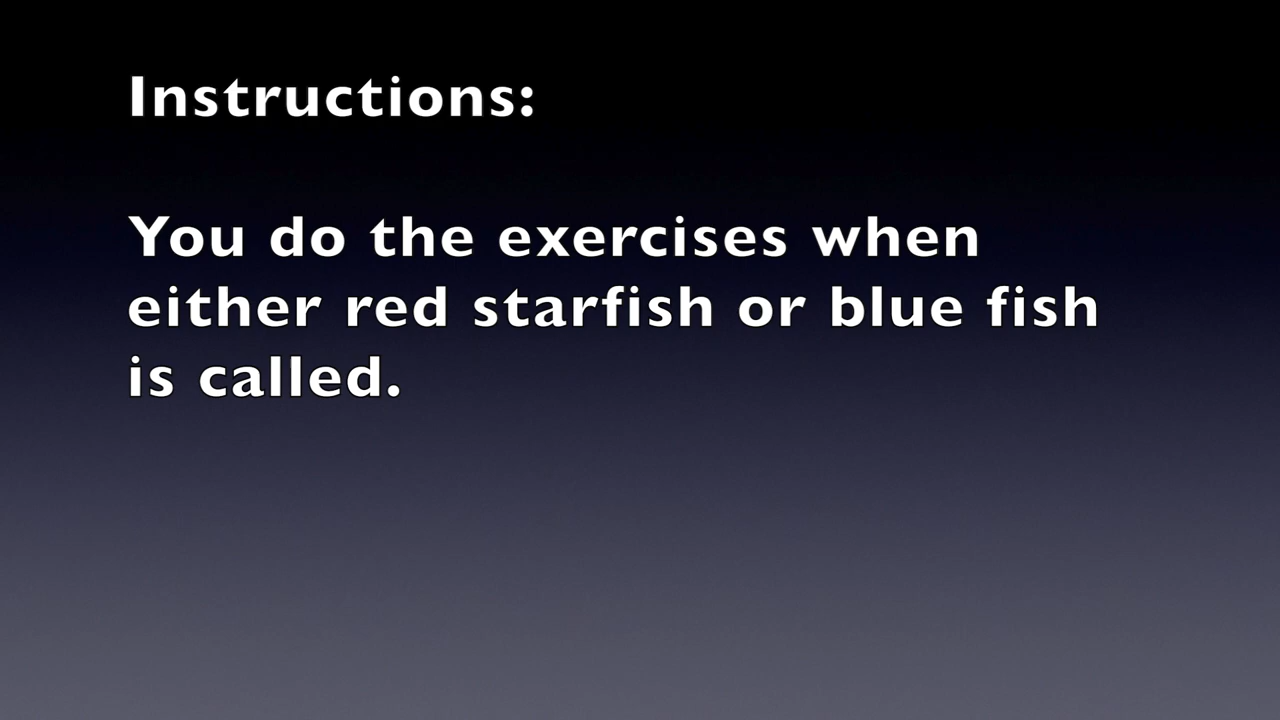 Instructions:
You do the exercises when
either red starfish or blue fish
is called.